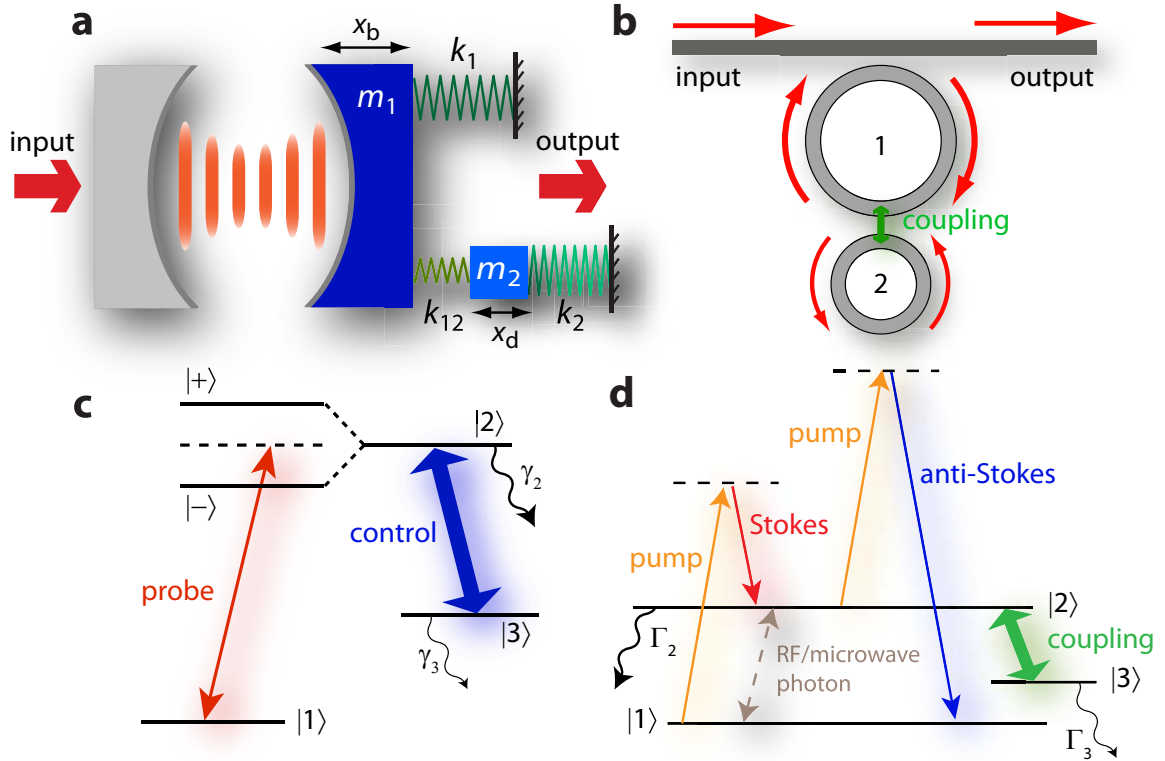 a
x_b
k_1
m_1
input
output
m_2
k_12
x_d
k_2
b
input
output
1
coupling
2
c
|+⟩
|2⟩
|−⟩
γ_2
control
probe
|3⟩
γ_3
|1⟩
d
pump
anti-Stokes
Stokes
pump
|2⟩
Γ_2
coupling
RF/microwave
photon
|3⟩
|1⟩
Γ_3